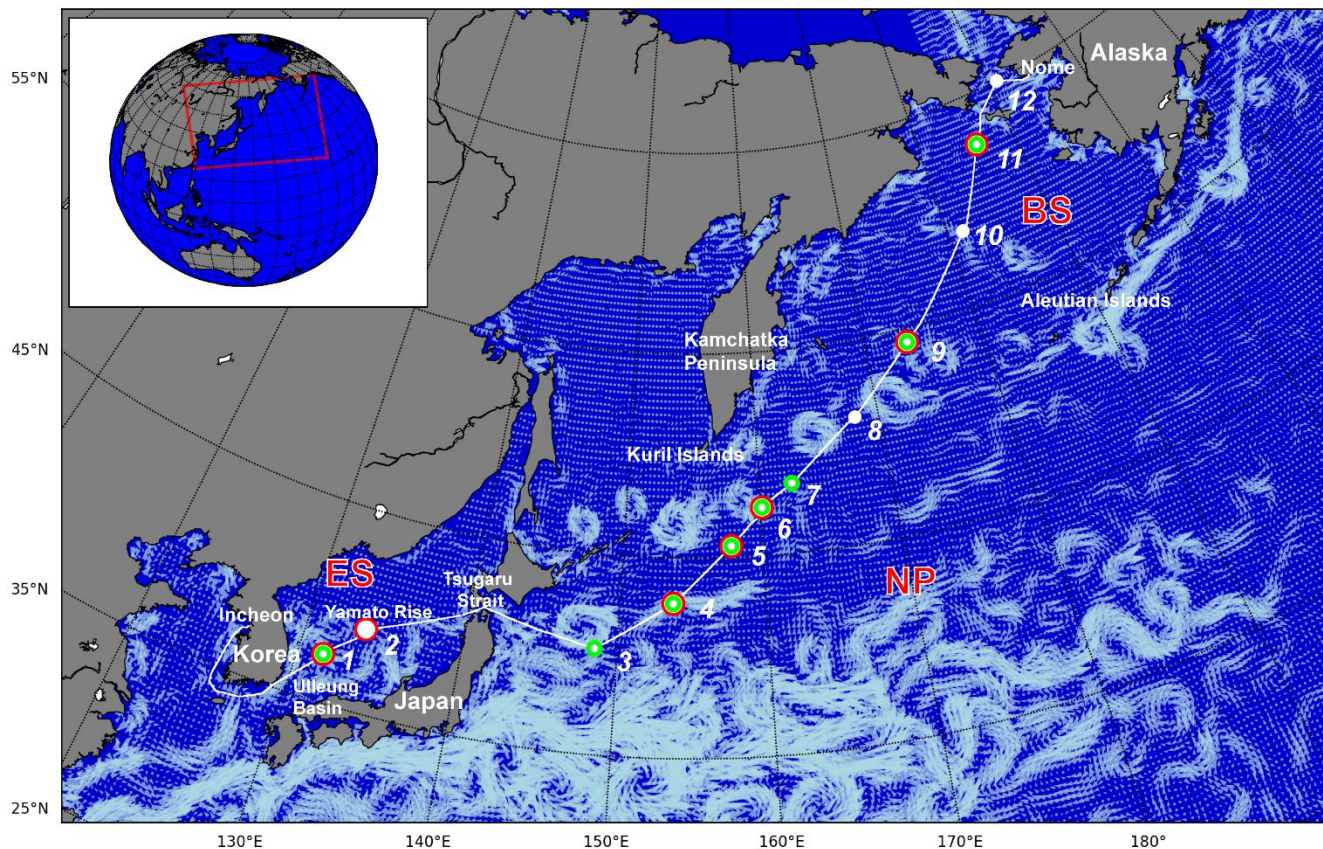 55°N
45°N
35°N
25°N
130°E
140°E
150°E
160°E
170°E
180°
Alaska
Nome
12
11
BS
10
Aleutian Islands
9
Kamchatka
Peninsula
8
Kuril Islands
7
6
5
NP
4
3
Tsugaru
Strait
ES
Yamato Rise
2
Incheon
Korea
1
Ulleung
Basin
Japan